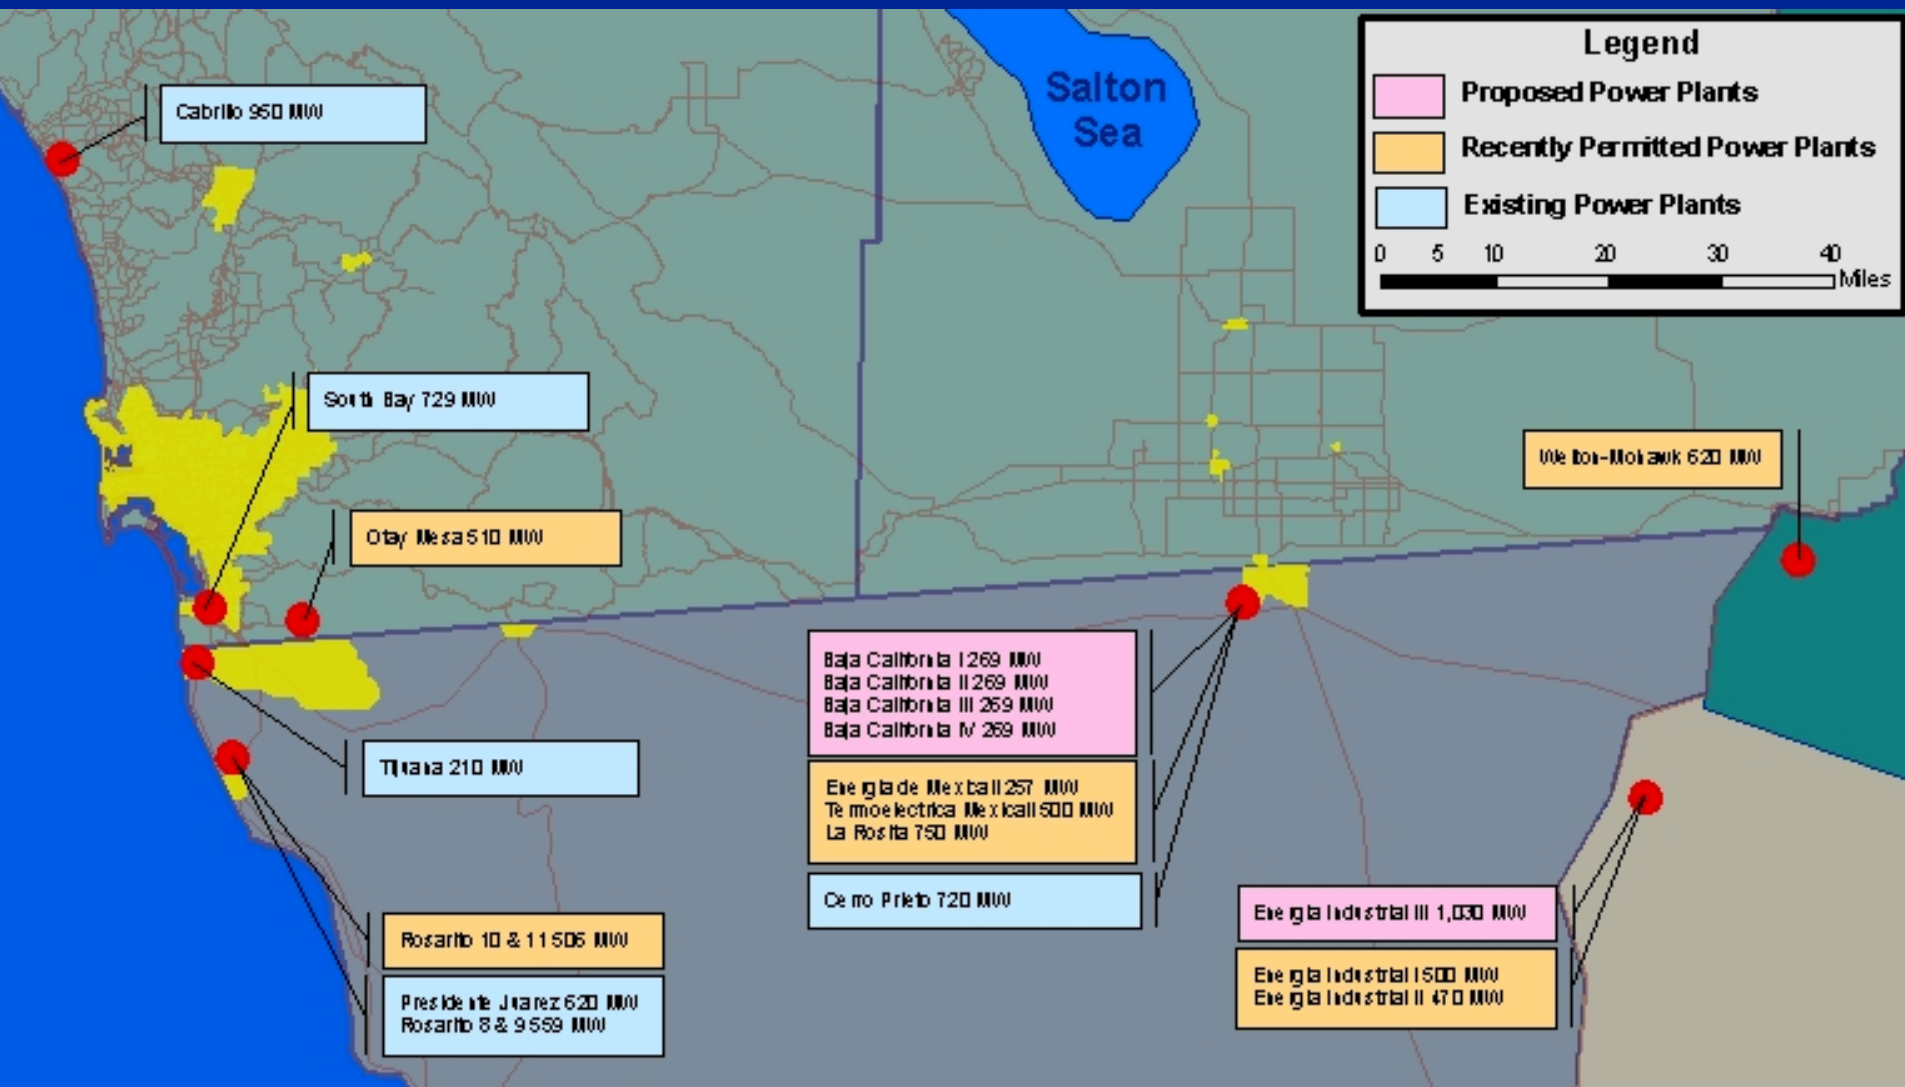 Cabrillo 950 MW
Salton
Sea
Legend
Proposed Power Plants
Recently Permitted Power Plants
Existing Power Plants
0 5 10 20 30 40
Miles
South Bay 729 MW
Otay Mesa 510 MW
Welton-Mohawk 620 MW
Tijuana 210 MW
Baja California I 269 MW
Baja California II 269 MW
Baja California III 269 MW
Baja California IV 269 MW
Energia de Mexicali 257 MW
Termoelectrica Mexicali 500 MW
La Rosita 750 MW
Cerro Prieto 720 MW
Energia Industrial III 1,030 MW
Energia Industrial I 500 MW
Energia Industrial II 470 MW
Rosarito 10 & 11 506 MW
Presidente Juarez 620 MW
Rosarito 8 & 9 559 MW